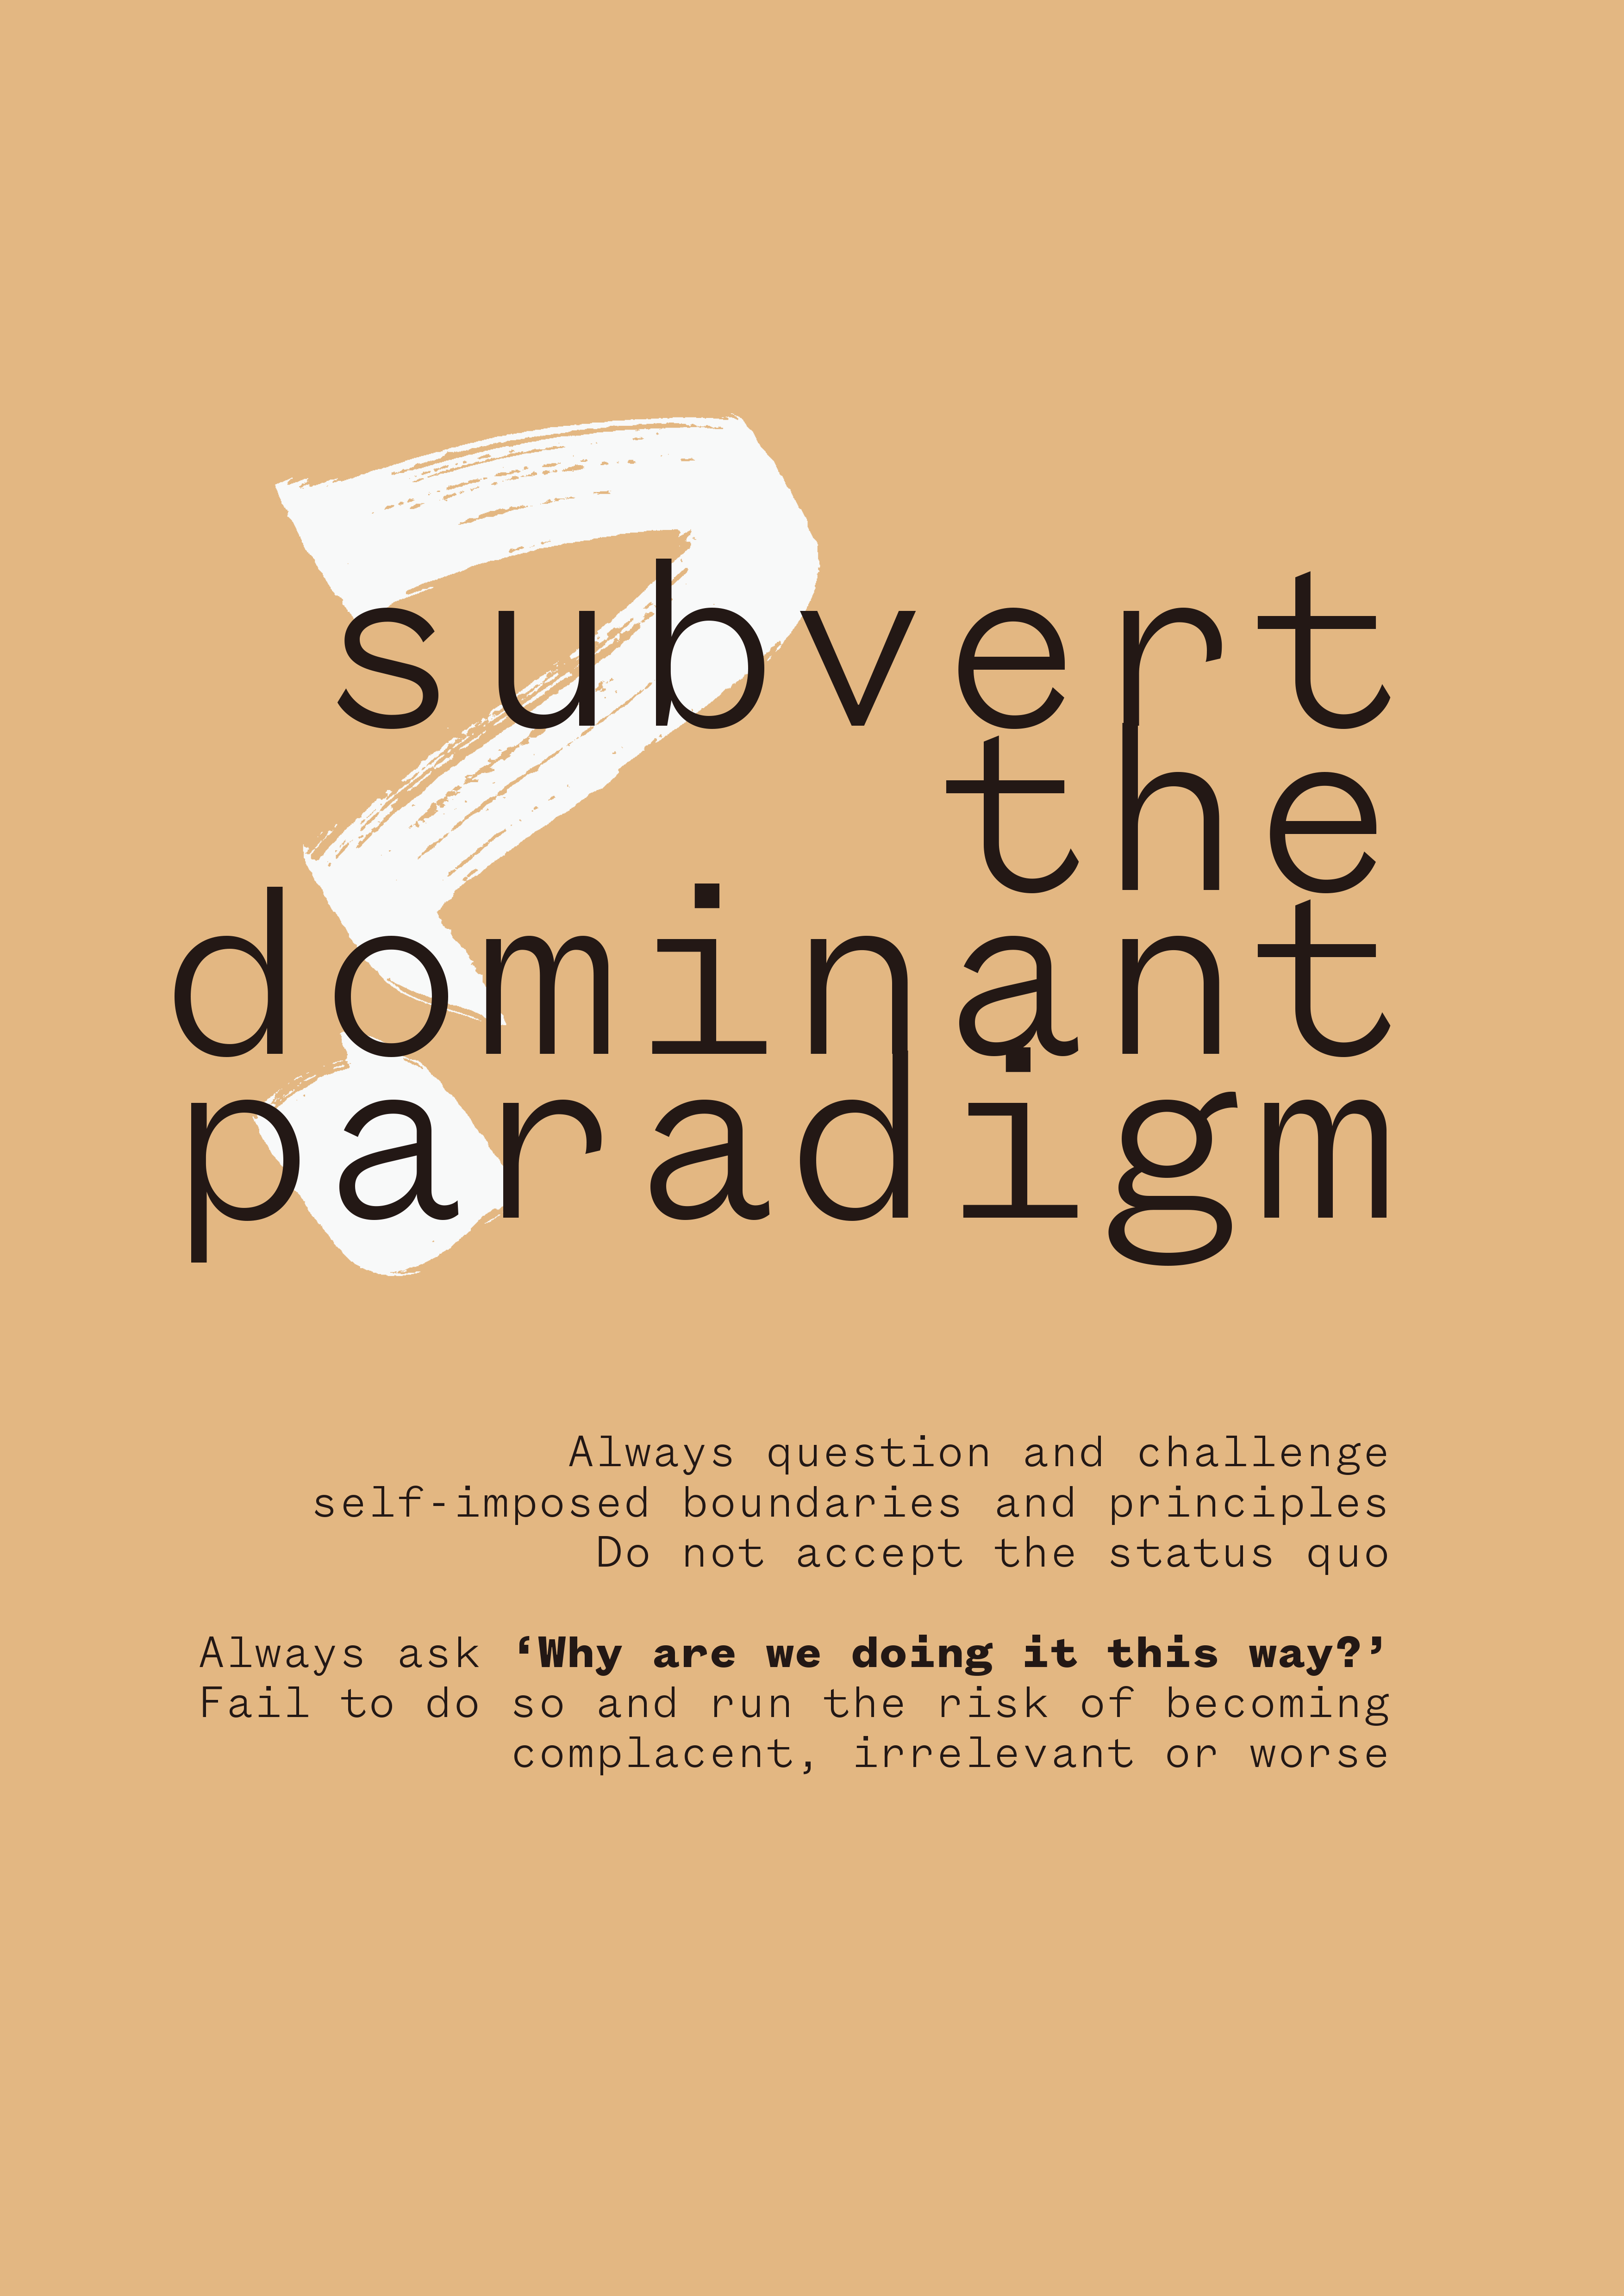 ?
subvert
the
dominant
paradigm
Always question and challenge
self-imposed boundaries and principles
Do not accept the status quo
Always ask ‘Why are we doing it this way?’
Fail to do so and run the risk of becoming
complacent, irrelevant or worse